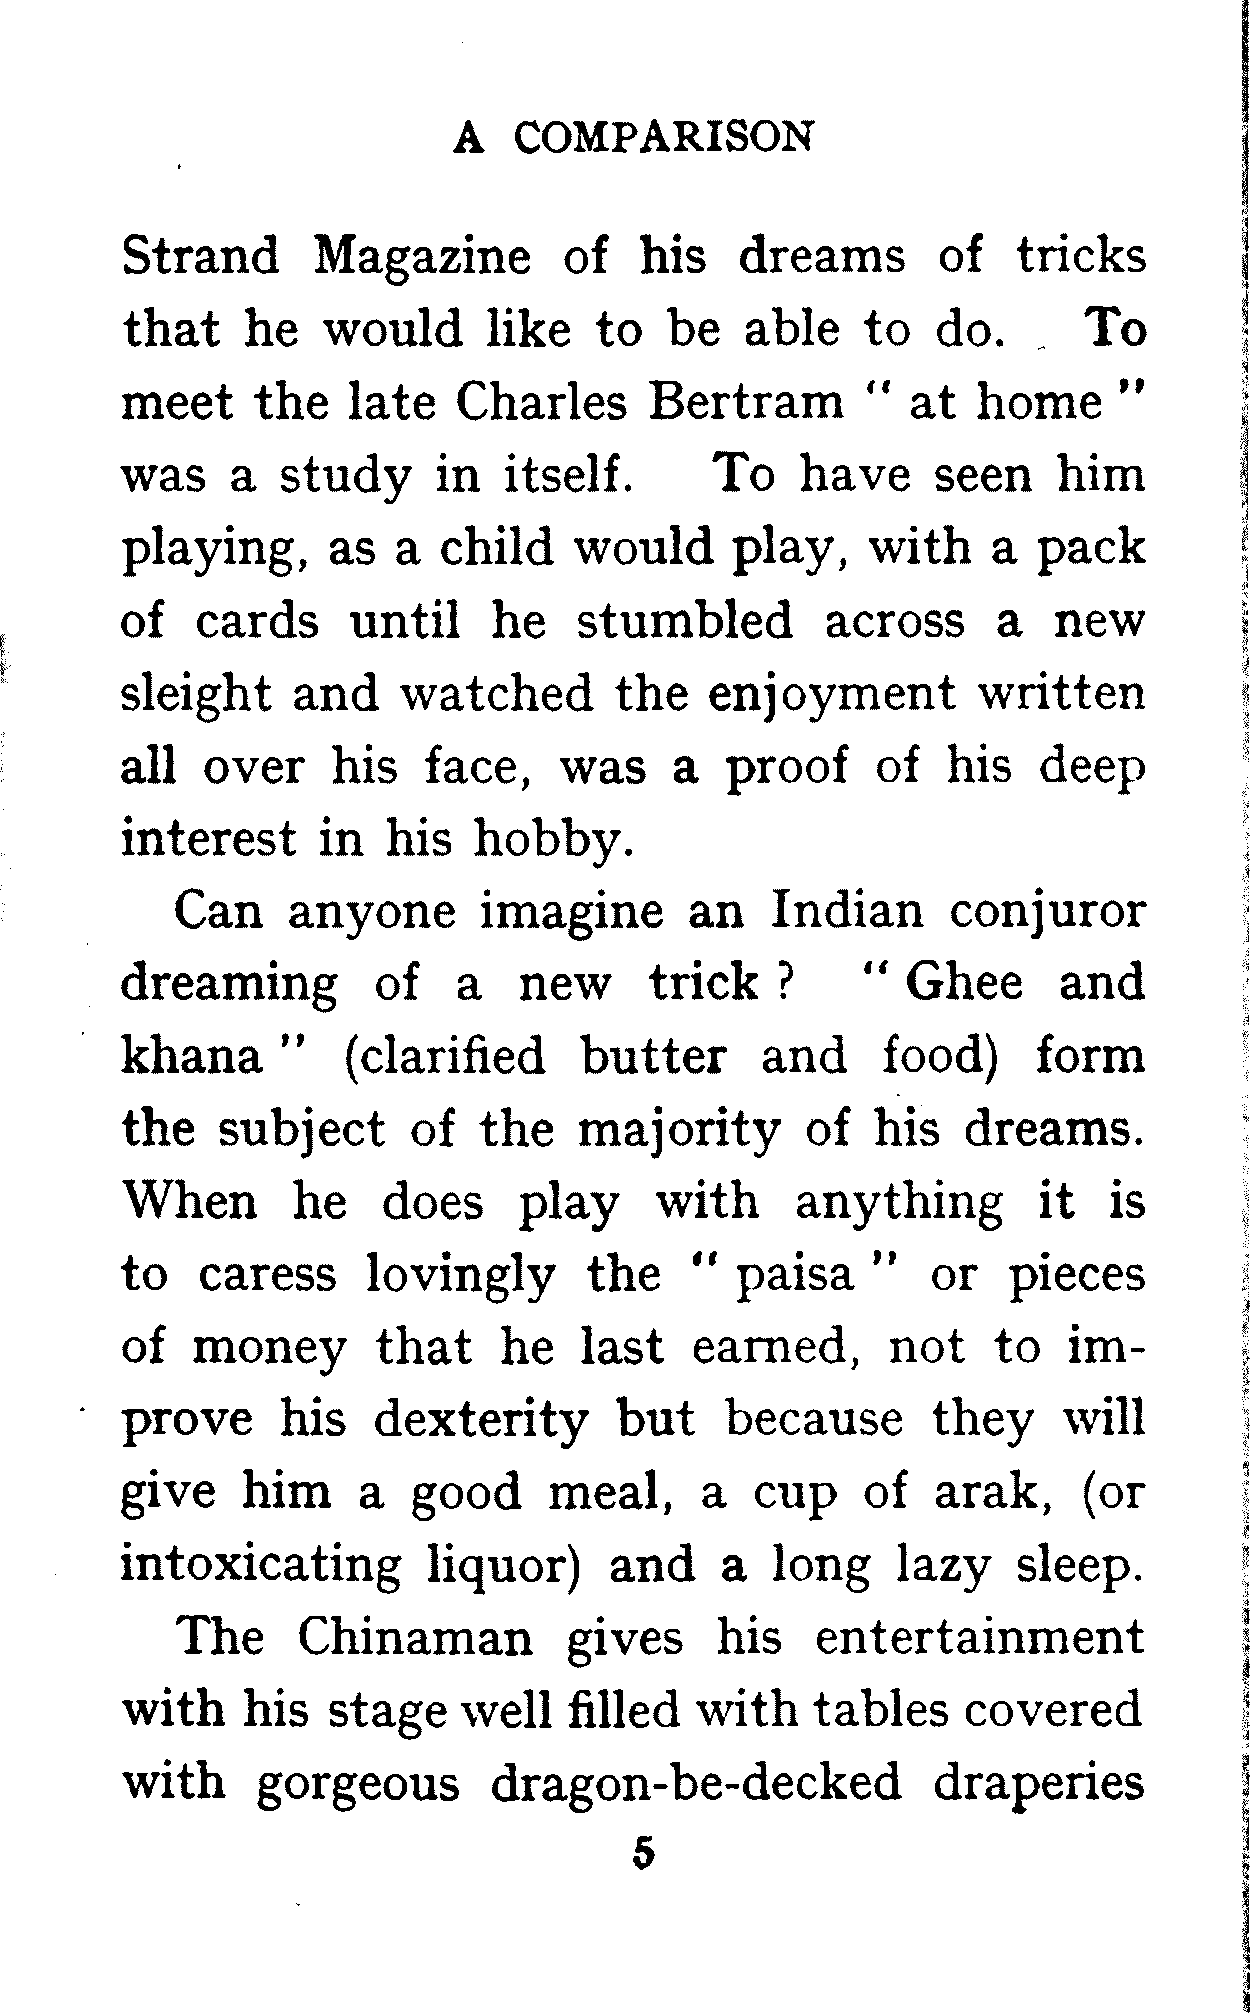 A COMPARISON
Strand Magazine of his dreams of tricks
that he would like to be able to do. To
meet the late Charles Bertram " at home "
was a study in itself. To have seen him
playing, as a child would play, with a pack
of cards until he stumbled across a new
sleight and watched the enjoyment written
all over his face, was a proof of his deep
interest in his hobby.
Can anyone imagine an Indian conjuror
dreaming of a new trick ? " Ghee and
khana " (clarified butter and food) form
the subject of the majority of his dreams.
When he does play with anything it is
to caress lovingly the " paisa " or pieces
of money that he last earned, not to im-
prove his dexterity but because they will
give him a good meal, a cup of arak, (or
intoxicating liquor) and a long lazy sleep.
The Chinaman gives his entertainment
with his stage well filled with tables covered
with gorgeous dragon-be-decked draperies
5